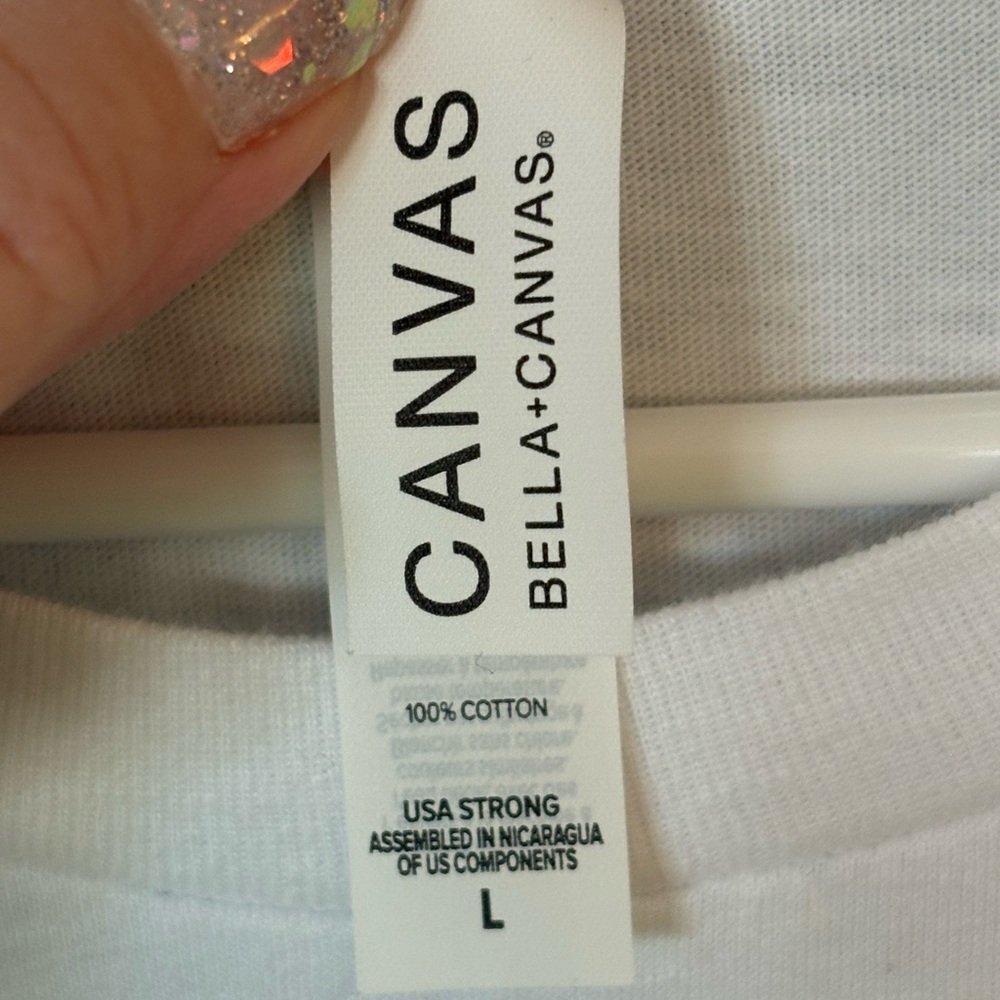 CANVAS
BELLA+CANVAS®
100% COTTON
USA STRONG
ASSEMBLED IN NICARAGUA
OF US COMPONENTS
L